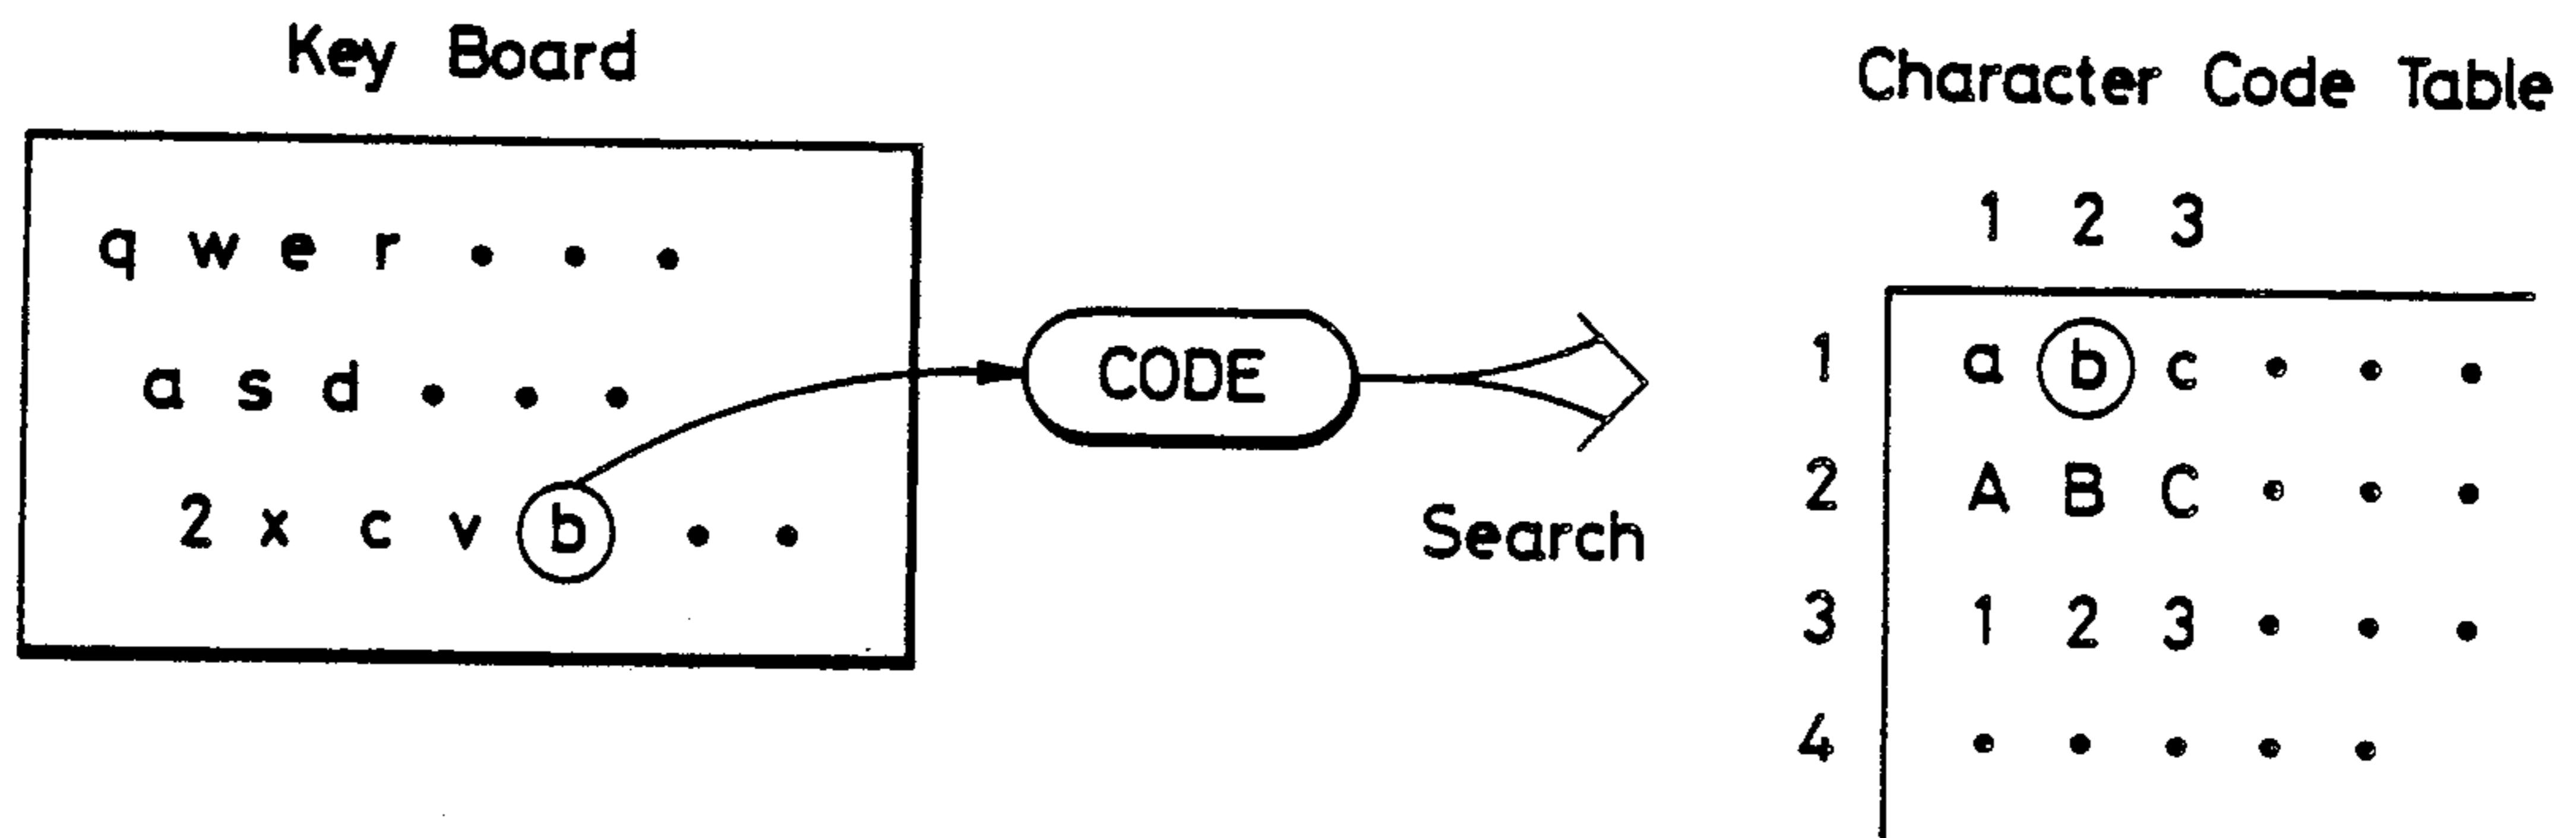 Key Board
q w e r • • •
a s d • • •
2 x c v b • •
CODE
Search
Character Code Table
1 2 3
1 a b c • • •
2 A B C • • •
3 1 2 3 • • •
4 • • • • •